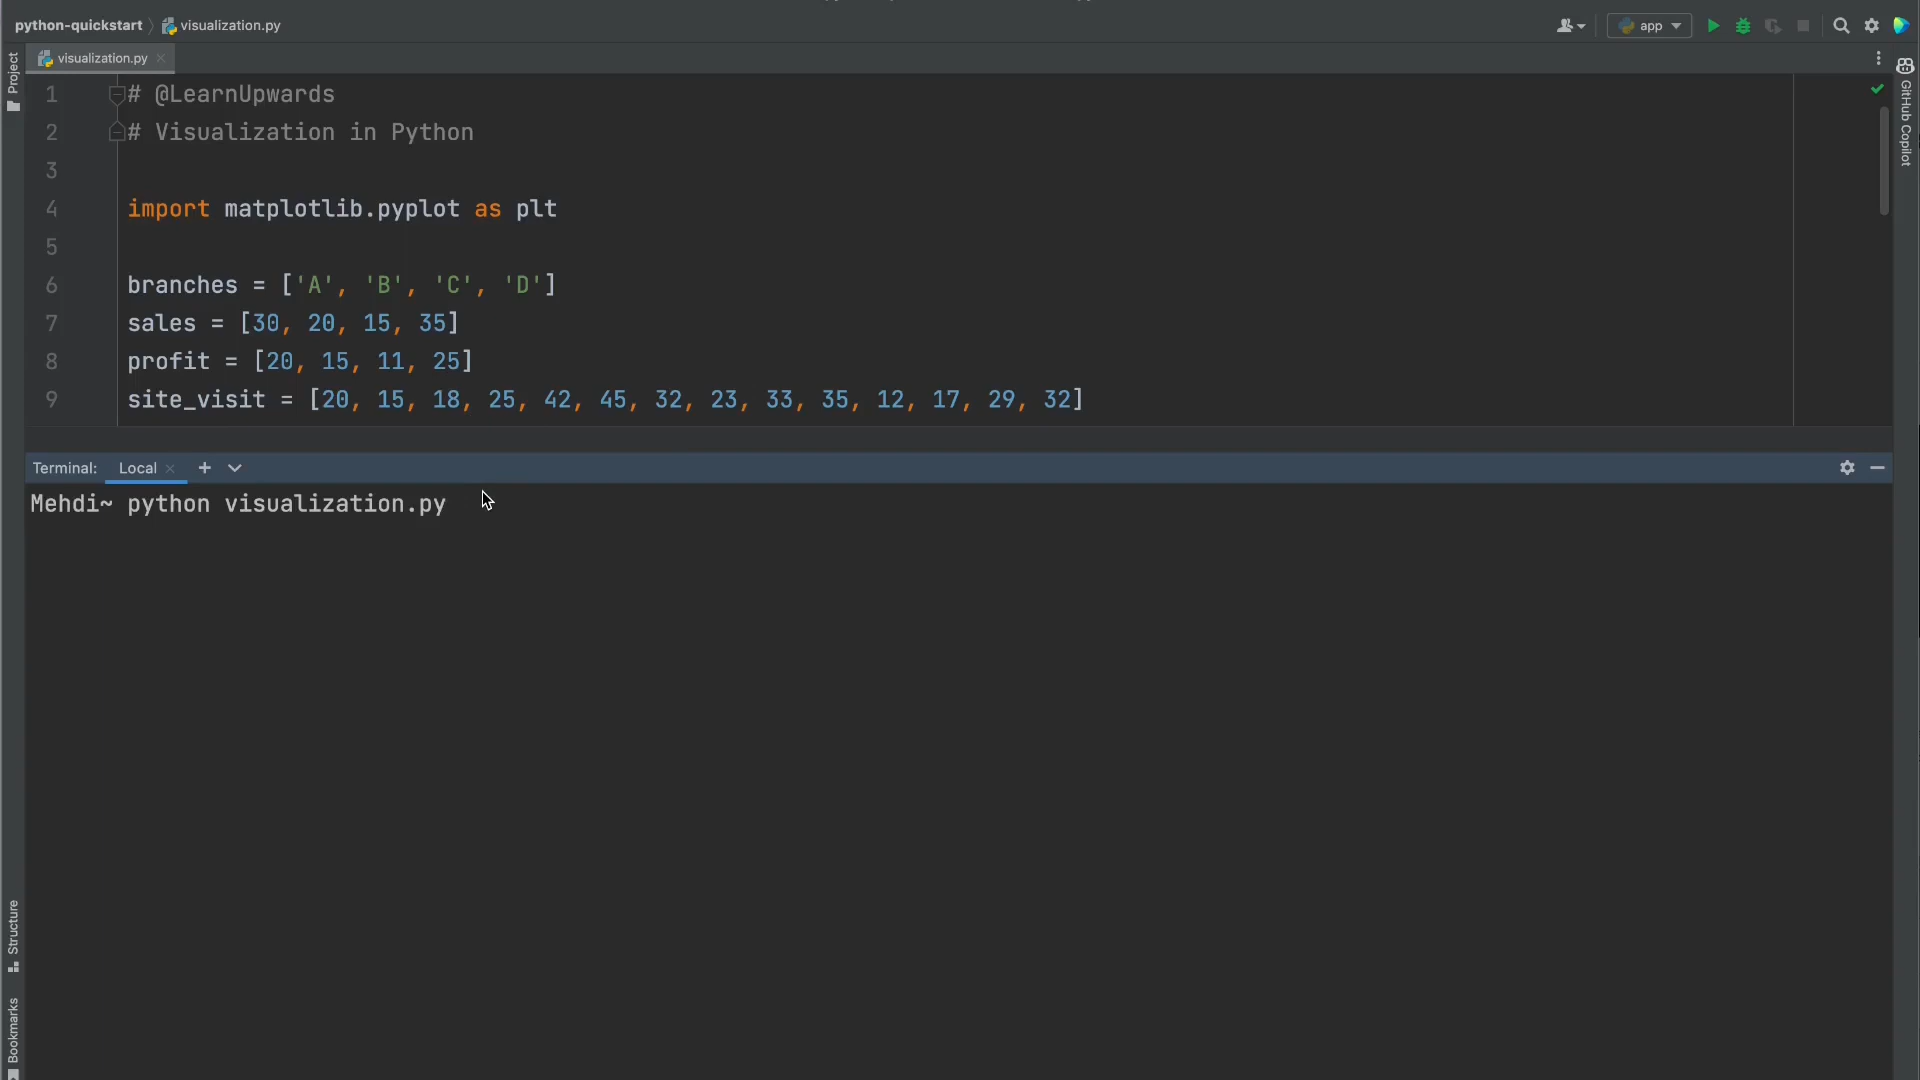 python-quickstart visualization.py app
visualization.py
Project
GitHub Copilot
1 # @LearnUpwards
2 # Visualization in Python
3
4 import matplotlib.pyplot as plt
5
6 branches = ['A', 'B', 'C', 'D']
7 sales = [30, 20, 15, 35]
8 profit = [20, 15, 11, 25]
9 site_visit = [20, 15, 18, 25, 42, 45, 32, 23, 33, 35, 12, 17, 29, 32]
Terminal: Local
Mehdi~ python visualization.py
Structure
Bookmarks